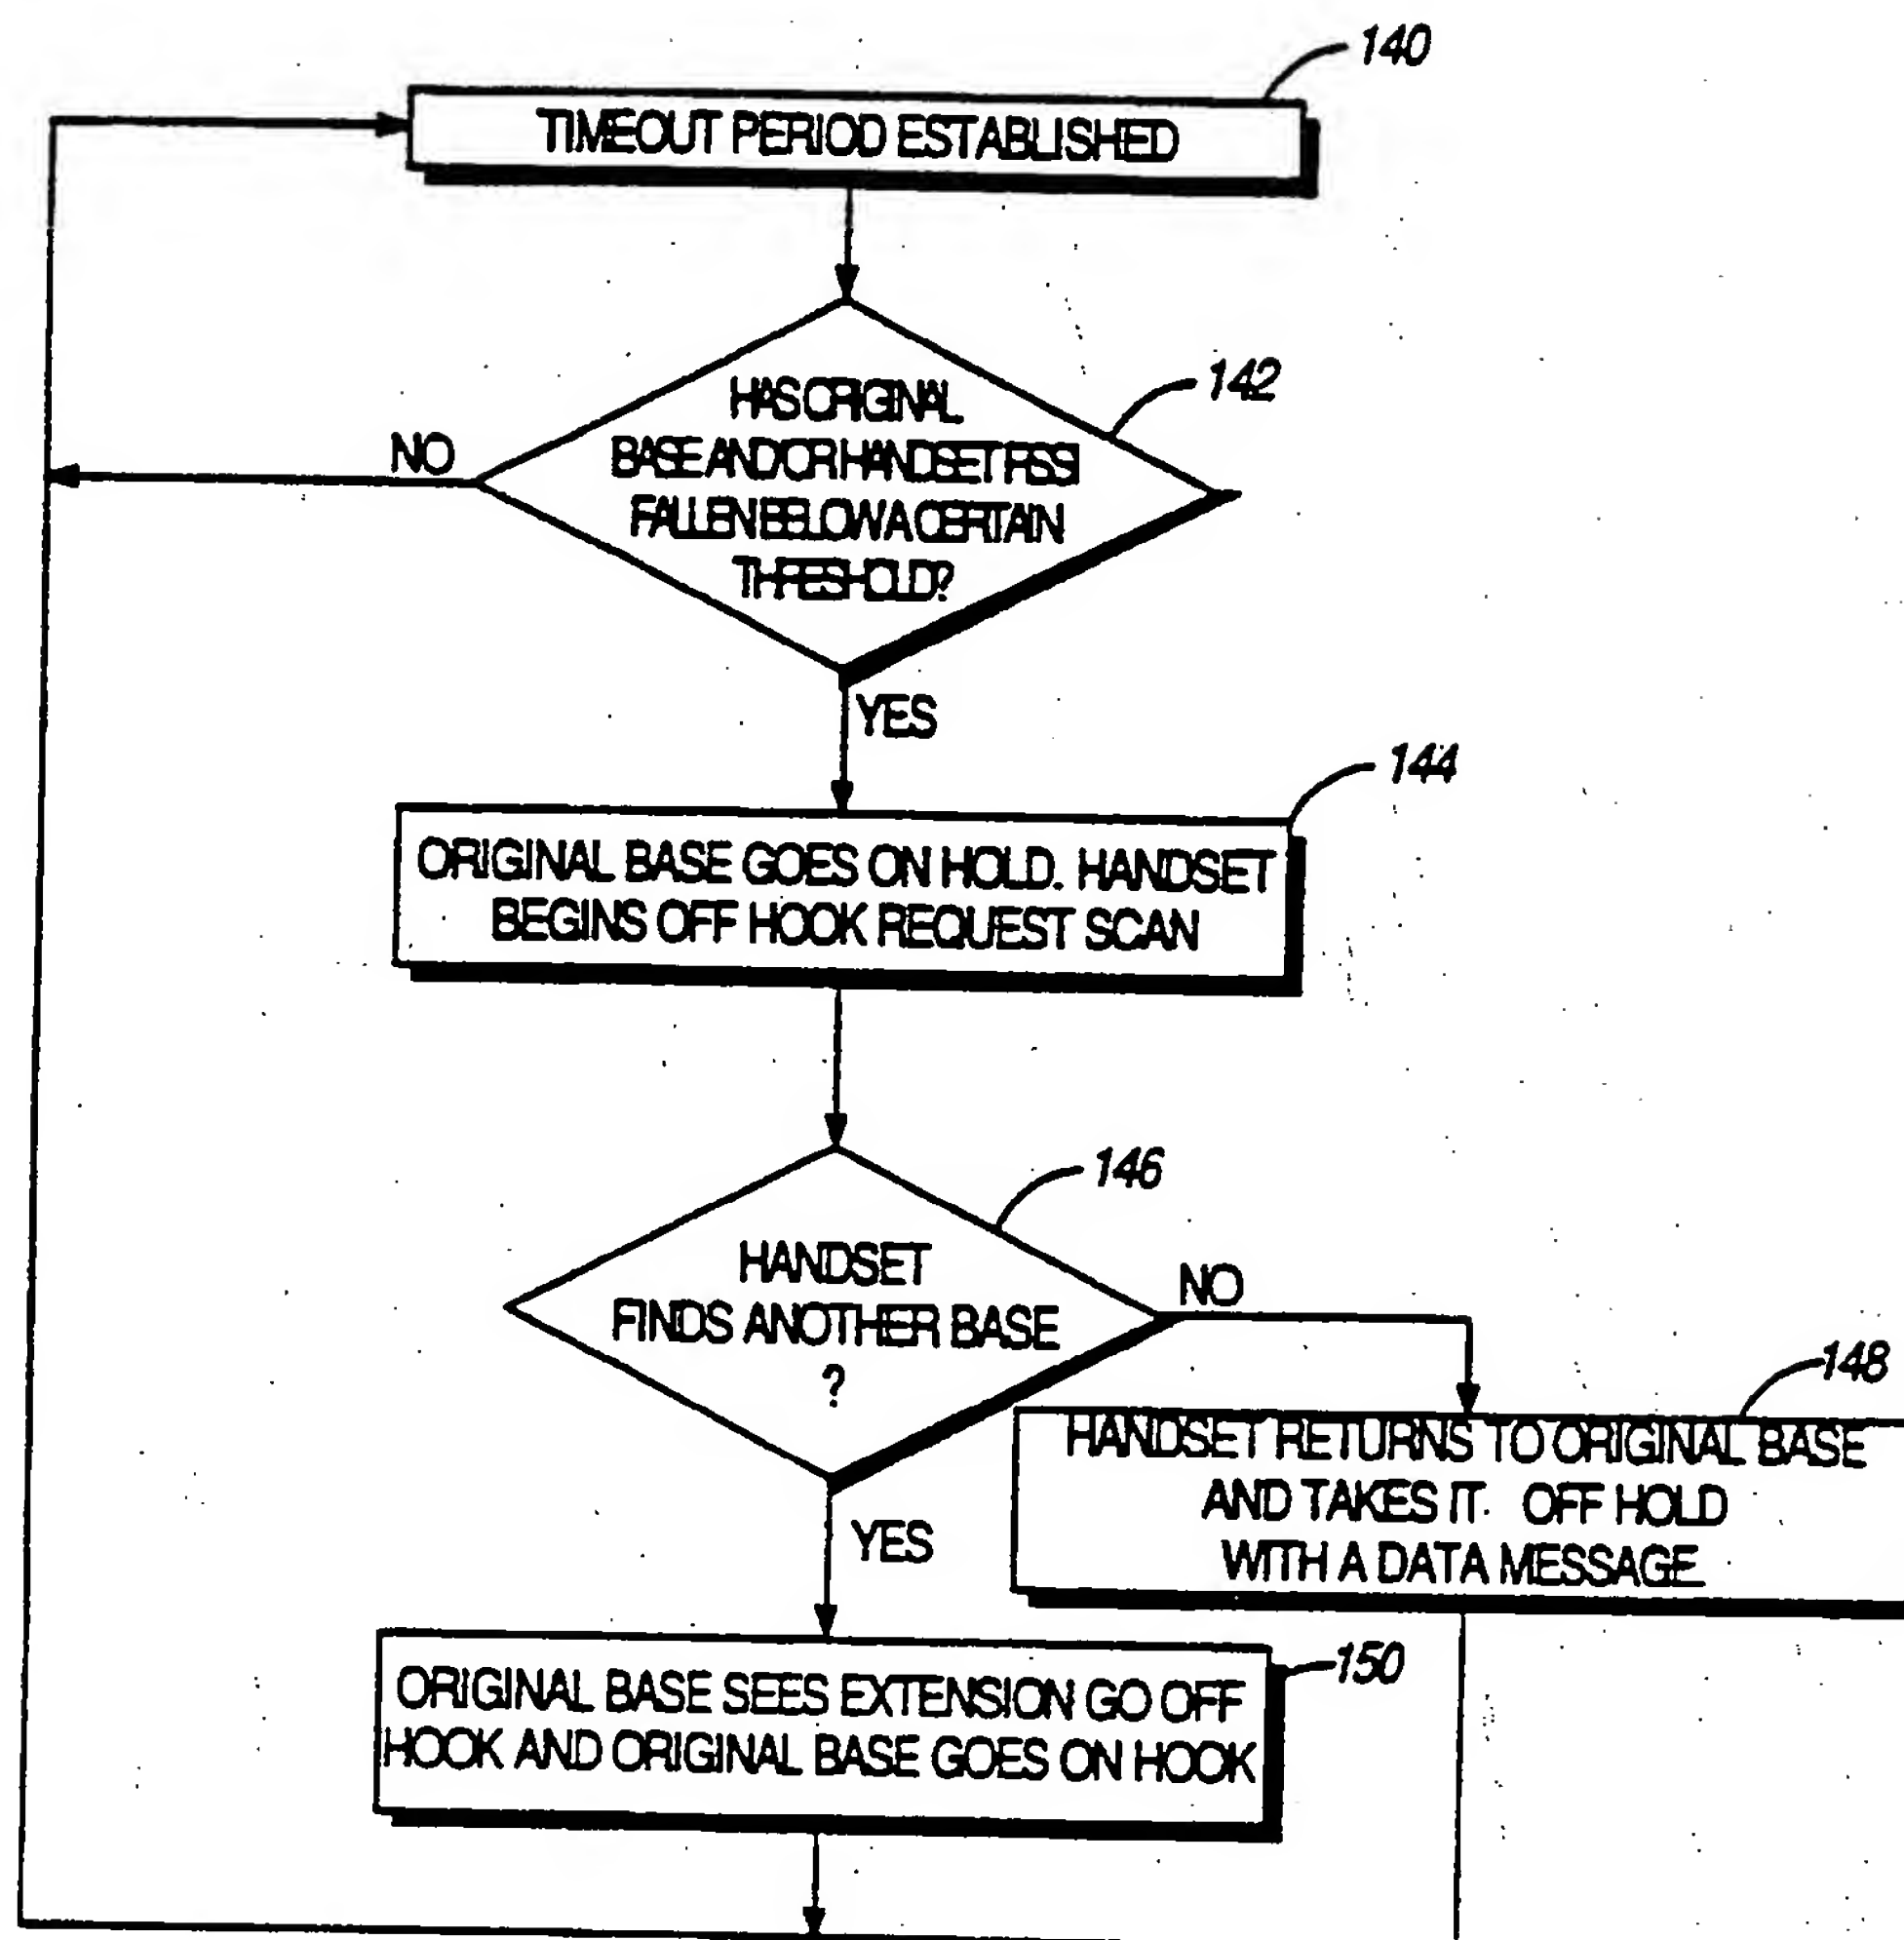 140
TIMEOUT PERIOD ESTABLISHED
142
HAS ORIGINAL
BASE AND OR HANDSET RSSI
FALLEN BELOW A CERTAIN
THRESHOLD?
NO
YES
144
ORIGINAL BASE GOES ON HOLD. HANDSET
BEGINS OFF HOOK REQUEST SCAN
146
HANDSET
FINDS ANOTHER BASE
?
NO
148
HANDSET RETURNS TO ORIGINAL BASE
AND TAKES IT OFF HOLD
WITH A DATA MESSAGE
YES
150
ORIGINAL BASE SEES EXTENSION GO OFF
HOOK AND ORIGINAL BASE GOES ON HOOK